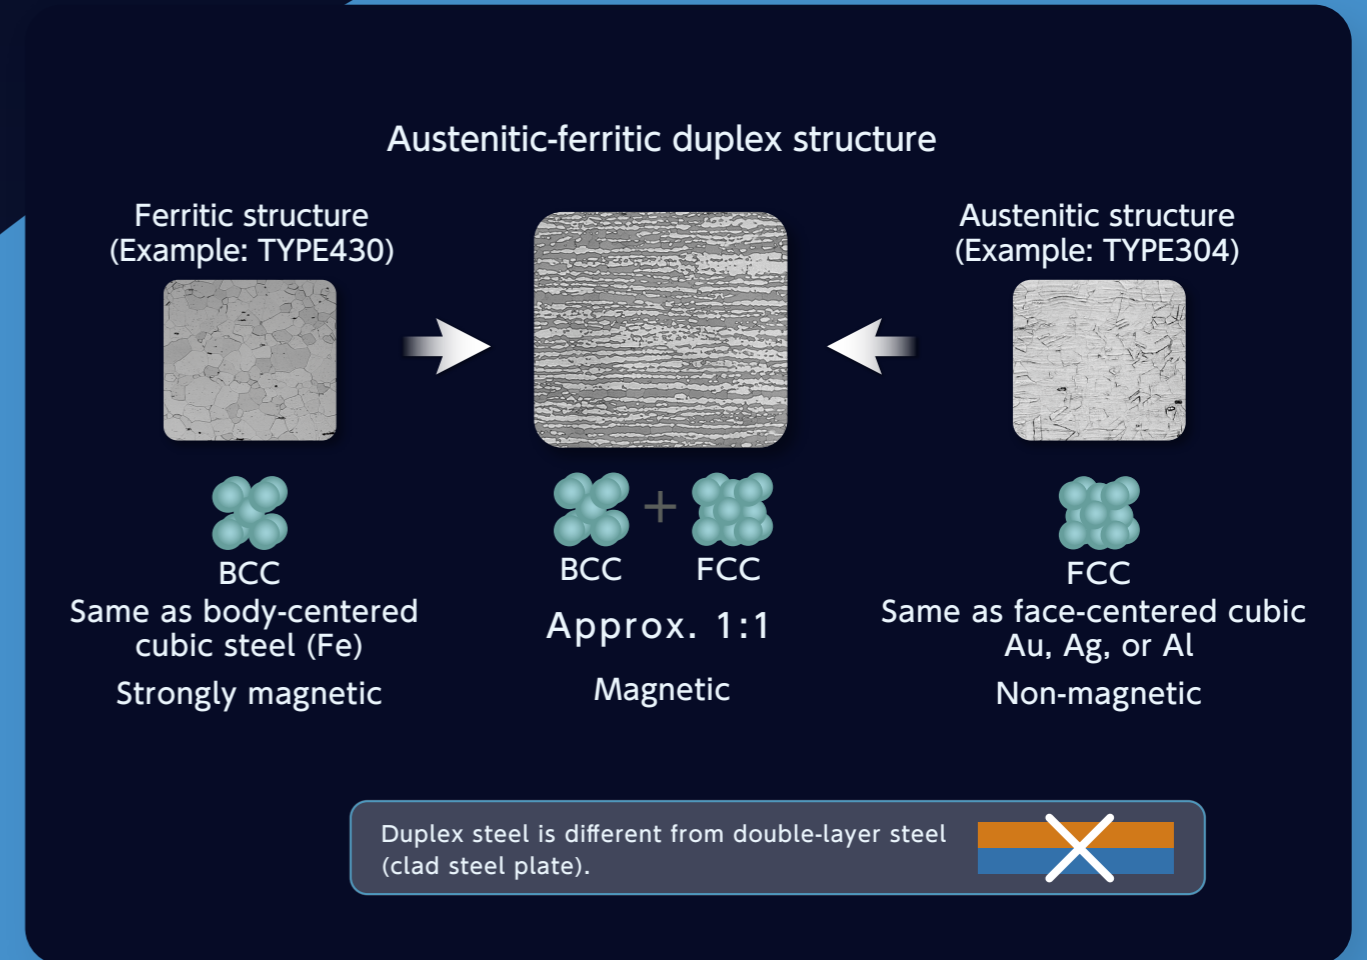 Austenitic-ferritic duplex structure
Ferritic structure
(Example: TYPE430)
Austenitic structure
(Example: TYPE304)
BCC
Same as body-centered
cubic steel (Fe)
Strongly magnetic
+
BCC
FCC
Approx. 1:1
Magnetic
FCC
Same as face-centered cubic
Au, Ag, or Al
Non-magnetic
Duplex steel is different from double-layer steel
(clad steel plate).